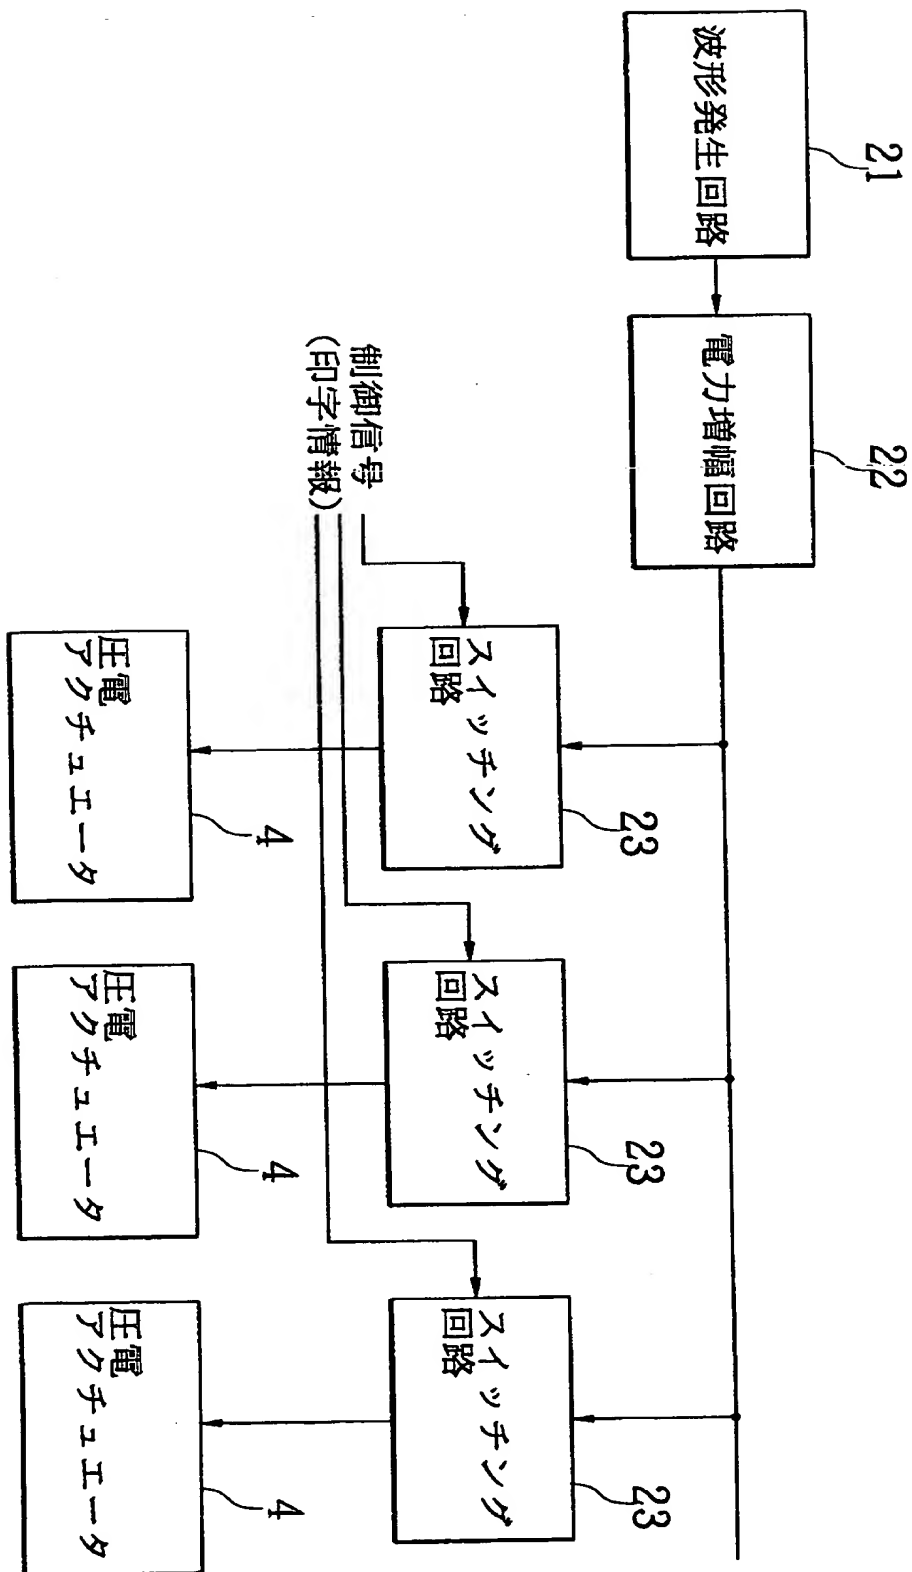 21
波形発生回路
22
電力増幅回路
制御信号
(印字情報)
23
スイッチング
回路
23
スイッチング
回路
23
スイッチング
回路
4
圧電
アクチュエータ
4
圧電
アクチュエータ
4
圧電
アクチュエータ